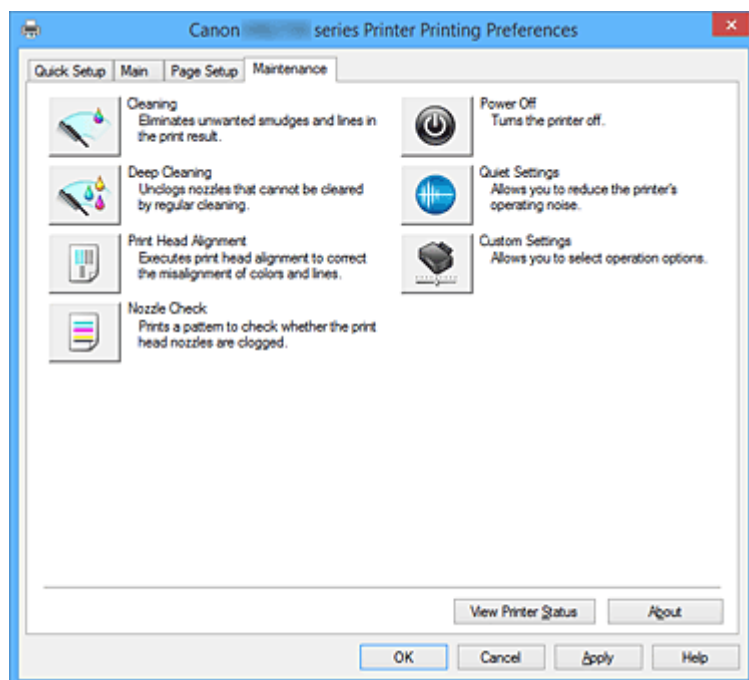 Canon series Printer Printing Preferences
Quick Setup Main Page Setup Maintenance
Cleaning
Eliminates unwanted smudges and lines in
the print result.
Deep Cleaning
Unclogs nozzles that cannot be cleared
by regular cleaning.
Print Head Alignment
Executes print head alignment to correct
the misalignment of colors and lines.
Nozzle Check
Prints a pattern to check whether the print
head nozzles are clogged.
Power Off
Turns the printer off.
Quiet Settings
Allows you to reduce the printer's
operating noise.
Custom Settings
Allows you to select operation options.
View Printer Status About
OK Cancel Apply Help